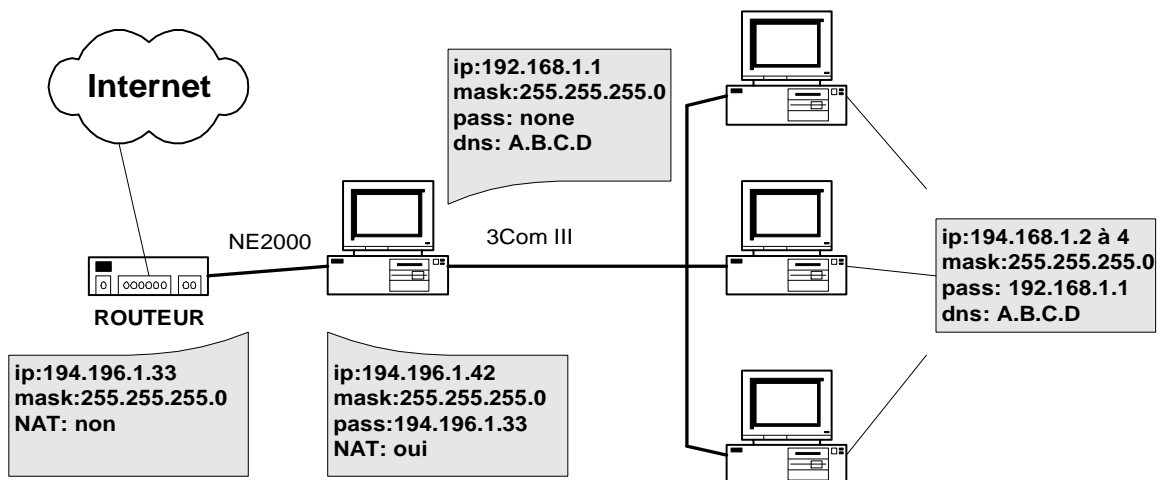 Internet
ip:192.168.1.1
mask:255.255.255.0
pass: none
dns: A.B.C.D
NE2000
3Com III
ROUTEUR
ip:194.168.1.2 à 4
mask:255.255.255.0
pass: 192.168.1.1
dns: A.B.C.D
ip:194.196.1.33
mask:255.255.255.0
NAT: non
ip:194.196.1.42
mask:255.255.255.0
pass:194.196.1.33
NAT: oui